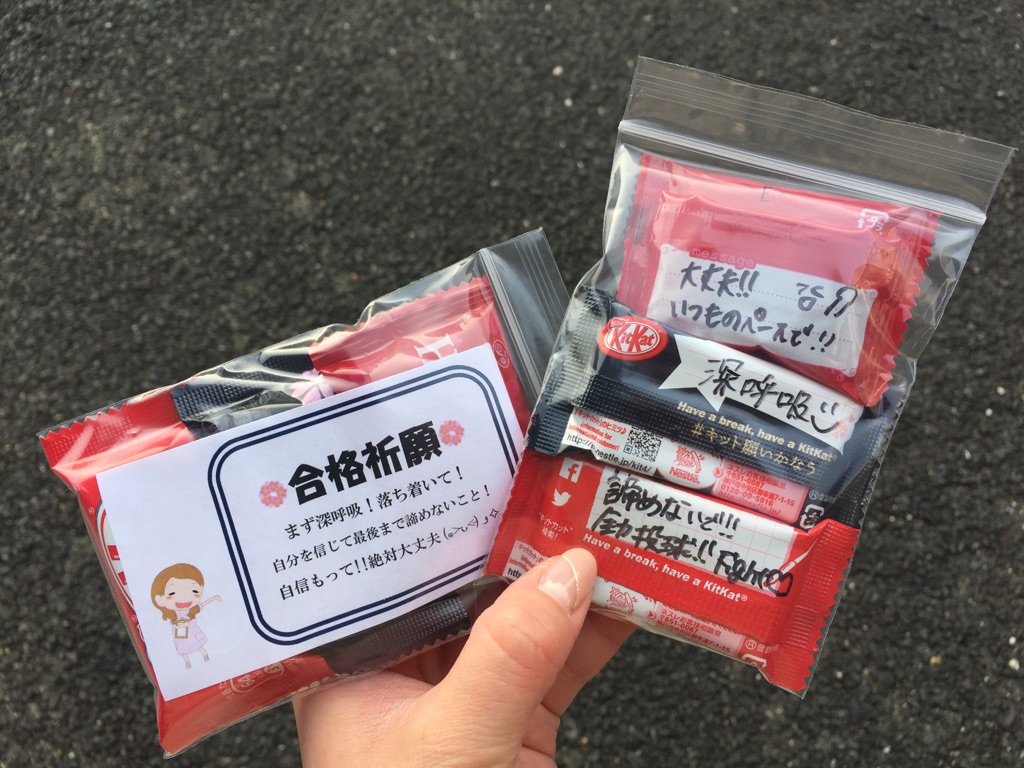 合格祈願
まず深呼吸！落ち着いて！
自分を信じて最後まで諦めないこと！
自信もって!!絶対大丈夫
message
大丈夫!!
いつものペースで!!
KitKat
深呼吸
Have a break, have a KitKat
#キット願いかなう
Nestlé
諦めないで!!!
全投球!! Fight
Have a break, have a KitKat®